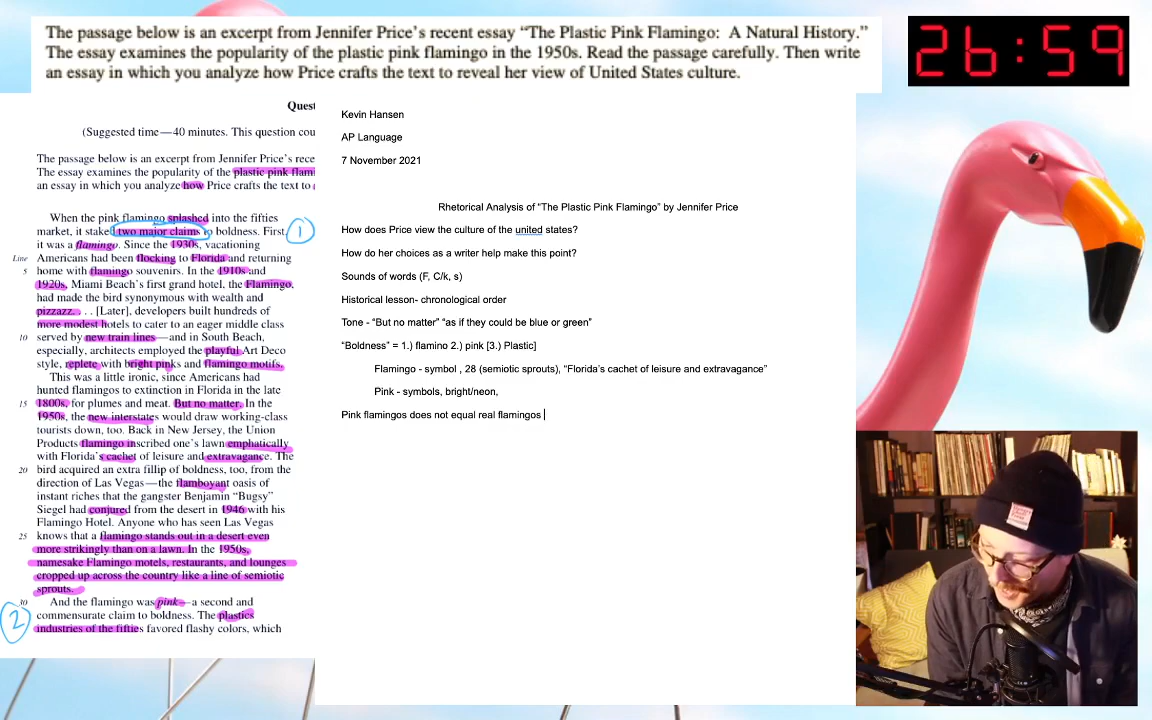 The passage below is an excerpt from Jennifer Price's recent essay “The Plastic Pink Flamingo: A Natural History.”
The essay examines the popularity of the plastic pink flamingo in the 1950s. Read the passage carefully. Then write
an essay in which you analyze how Price crafts the text to reveal her view of United States culture.
26:59
Quest
(Suggested time—40 minutes. This question cou
The passage below is an excerpt from Jennifer Price's rece
The essay examines the popularity of the plastic pink flam
an essay in which you analyze how Price crafts the text to
When the pink flamingo splashed into the fifties
market, it staked two major claims to boldness. First,
1
it was a flamingo. Since the 1930s, vacationing
Line Americans had been flocking to Florida and returning
5 home with flamingo souvenirs. In the 1910s and
1920s, Miami Beach's first grand hotel, the Flamingo,
had made the bird synonymous with wealth and
pizzazz. . . . [Later], developers built hundreds of
more modest hotels to cater to an eager middle class
10 served by new train lines—and in South Beach,
especially, architects employed the playful Art Deco
style, replete with bright pinks and flamingo motifs.
This was a little ironic, since Americans had
hunted flamingos to extinction in Florida in the late
15 1800s, for plumes and meat. But no matter. In the
1950s, the new interstates would draw working-class
tourists down, too. Back in New Jersey, the Union
Products flamingo inscribed one's lawn emphatically
with Florida's cachet of leisure and extravagance. The
20 bird acquired an extra fillip of boldness, too, from the
direction of Las Vegas—the flamboyant oasis of
instant riches that the gangster Benjamin “Bugsy”
Siegel had conjured from the desert in 1946 with his
Flamingo Hotel. Anyone who has seen Las Vegas
25 knows that a flamingo stands out in a desert even
more strikingly than on a lawn. In the 1950s,
namesake Flamingo motels, restaurants, and lounges
cropped up across the country like a line of semiotic
sprouts.
30 And the flamingo was pink—a second and
2
commensurate claim to boldness. The plastics
industries of the fifties favored flashy colors, which
Kevin Hansen
AP Language
7 November 2021
Rhetorical Analysis of “The Plastic Pink Flamingo” by Jennifer Price
How does Price view the culture of the united states?
How do her choices as a writer help make this point?
Sounds of words (F, C/k, s)
Historical lesson- chronological order
Tone - “But no matter” “as if they could be blue or green”
“Boldness” = 1.) flamino 2.) pink [3.) Plastic]
Flamingo - symbol , 28 (semiotic sprouts), “Florida's cachet of leisure and extravagance”
Pink - symbols, bright/neon,
Pink flamingos does not equal real flamingos